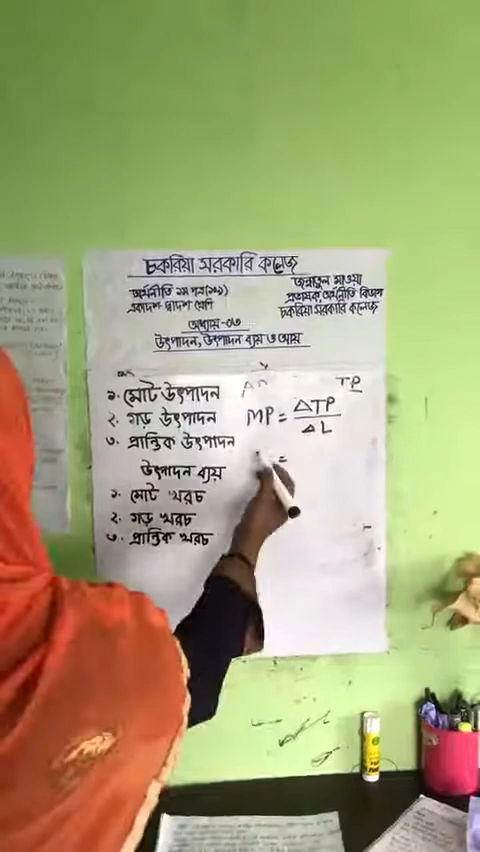 চকরিয়া সরকারি কলেজ
অর্থনীতি ১ম পত্র (১০৯)
একাদশ-দ্বাদশ শ্রেণি
জান্নাতুল মাওয়া
প্রভাষক, অর্থনীতি বিভাগ
চকরিয়া সরকারি কলেজ
অধ্যায়-০৩
উৎপাদন, উৎপাদন ব্যয় ও আয়
১. মোট উৎপাদন
২. গড় উৎপাদন
৩. প্রান্তিক উৎপাদন
TP
MP = ΔTP
ΔL
=
উৎপাদন ব্যয়
১. মোট খরচ
২. গড় খরচ
৩. প্রান্তিক খরচ